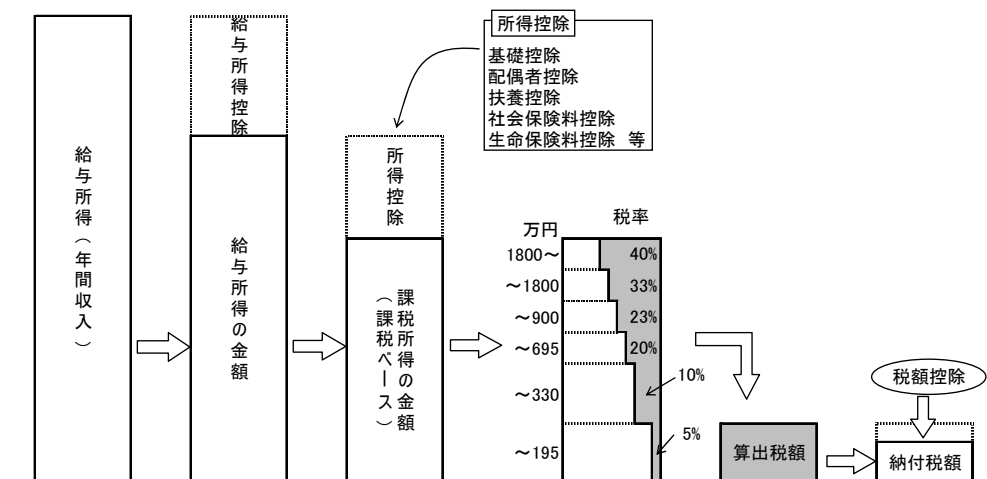 給与所得（年間収入）
給与所得控除
給与所得の金額
所得控除
課税所得の金額
（課税ベース）
所得控除
基礎控除
配偶者控除
扶養控除
社会保険料控除
生命保険料控除　等
万円
税率
1800～
40%
～1800
33%
～900
23%
～695
20%
～330
10%
～195
5%
算出税額
税額控除
納付税額